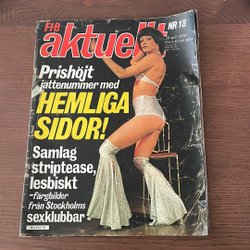 FIB
aktuellt
NR 18
Prishöjt
jättenummer med
HEMLIGA
SIDOR!
Samlag
striptease,
lesbiskt
–färgbilder
från Stockholms
sexklubbar